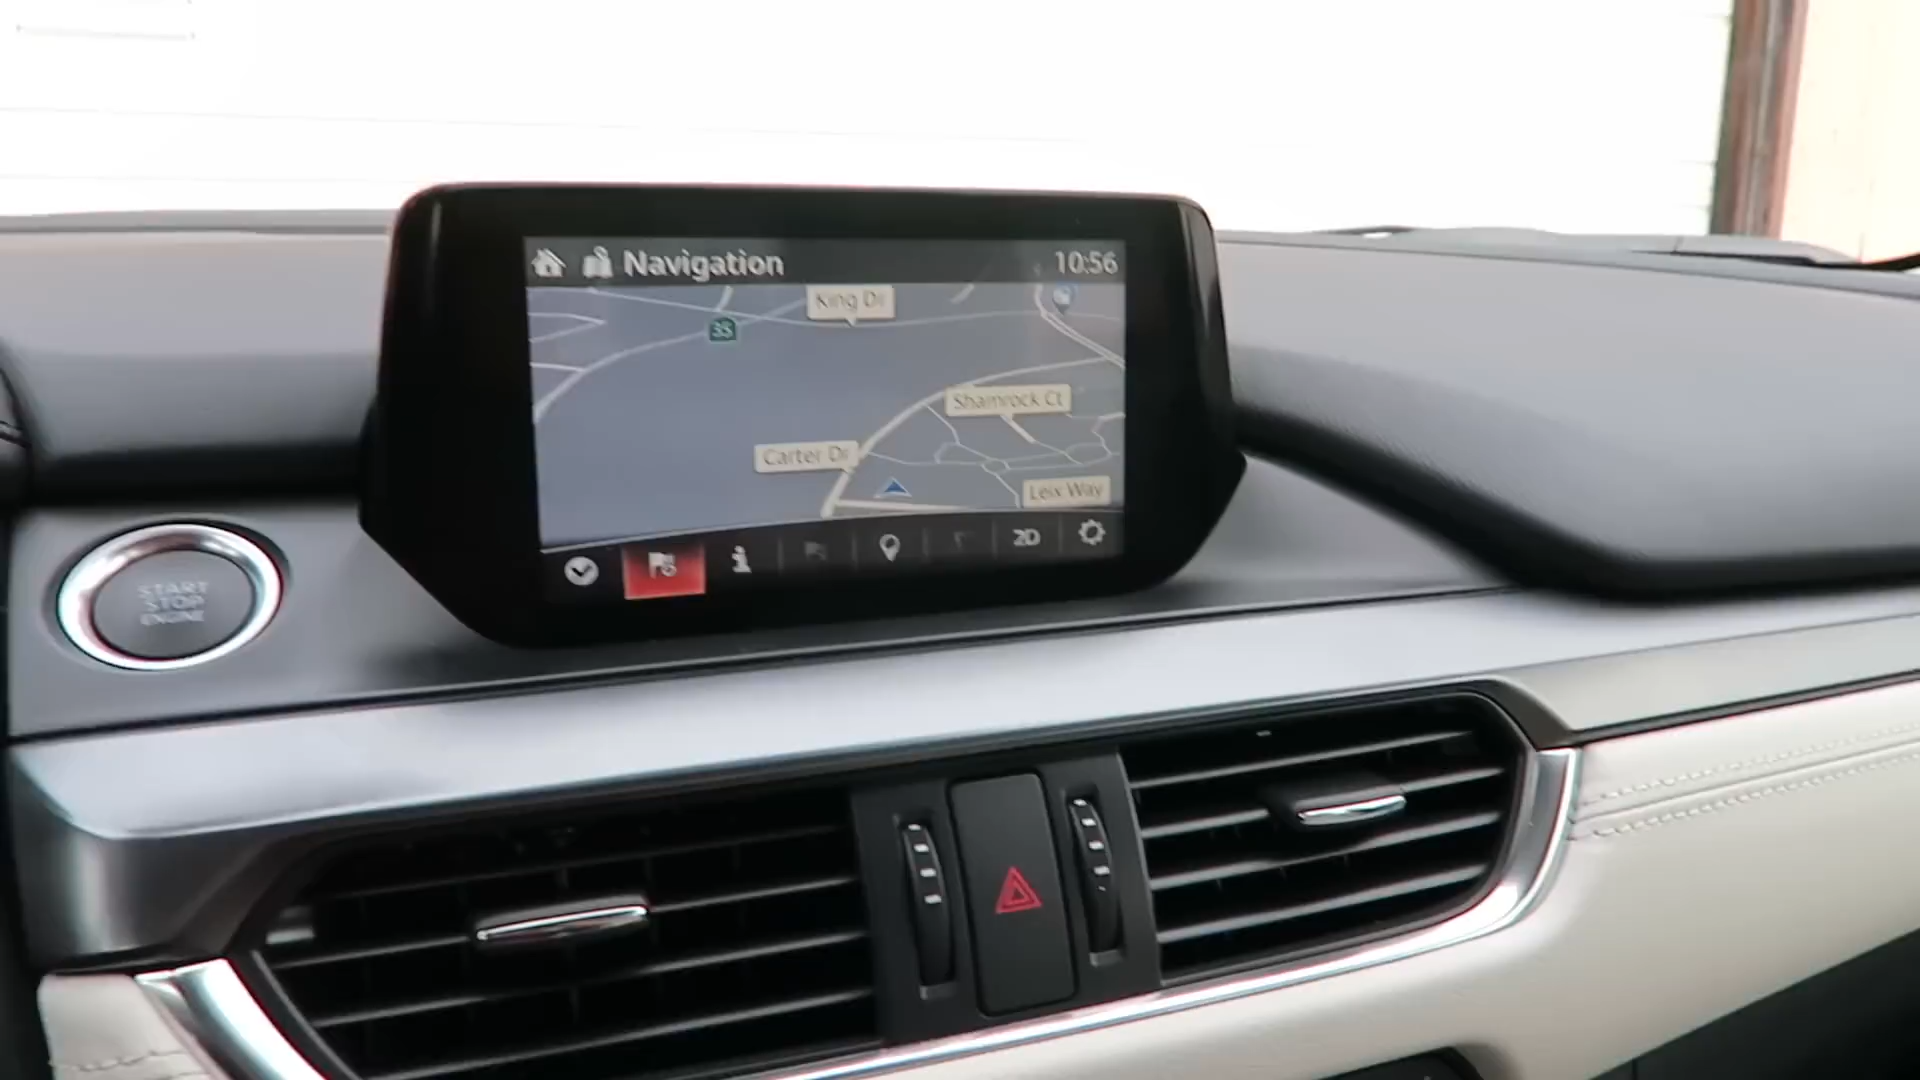 Navigation
10:56
King Dr
35
Shamrock Ct
Carter Dr
Leix Way
2D
START
STOP
ENGINE